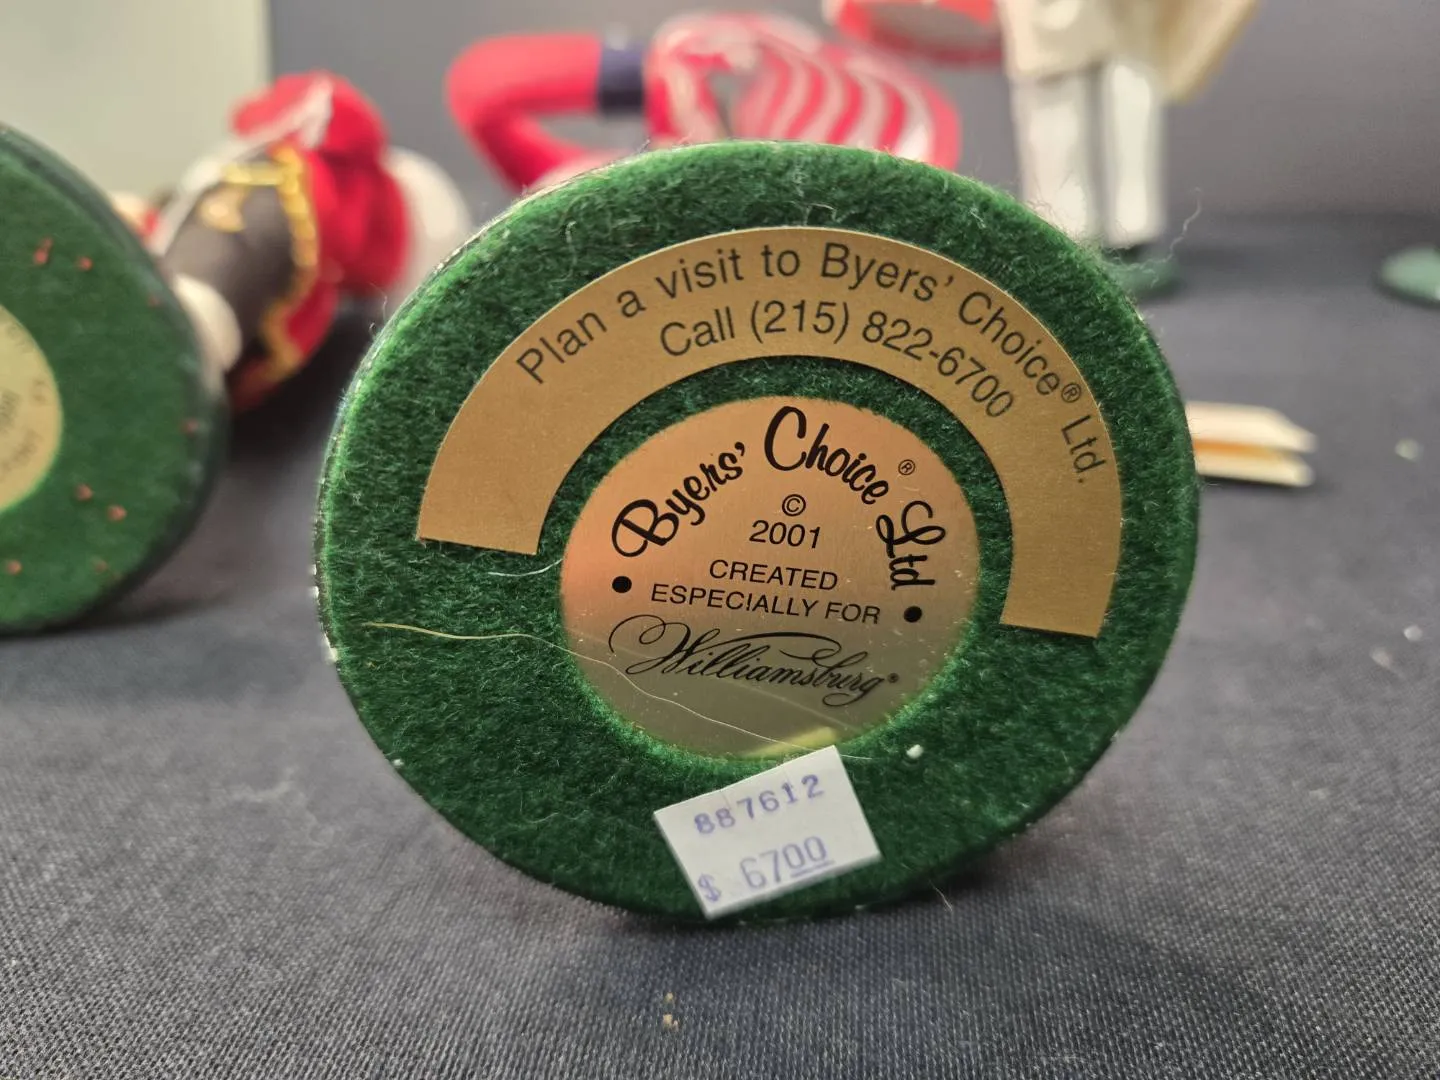 Plan a visit to Byers' Choice® Ltd.
Call (215) 822-6700
Byers' Choice® Ltd
©
2001
CREATED
• ESPECIALLY FOR •
Williamsburg®
887612
$ 6700